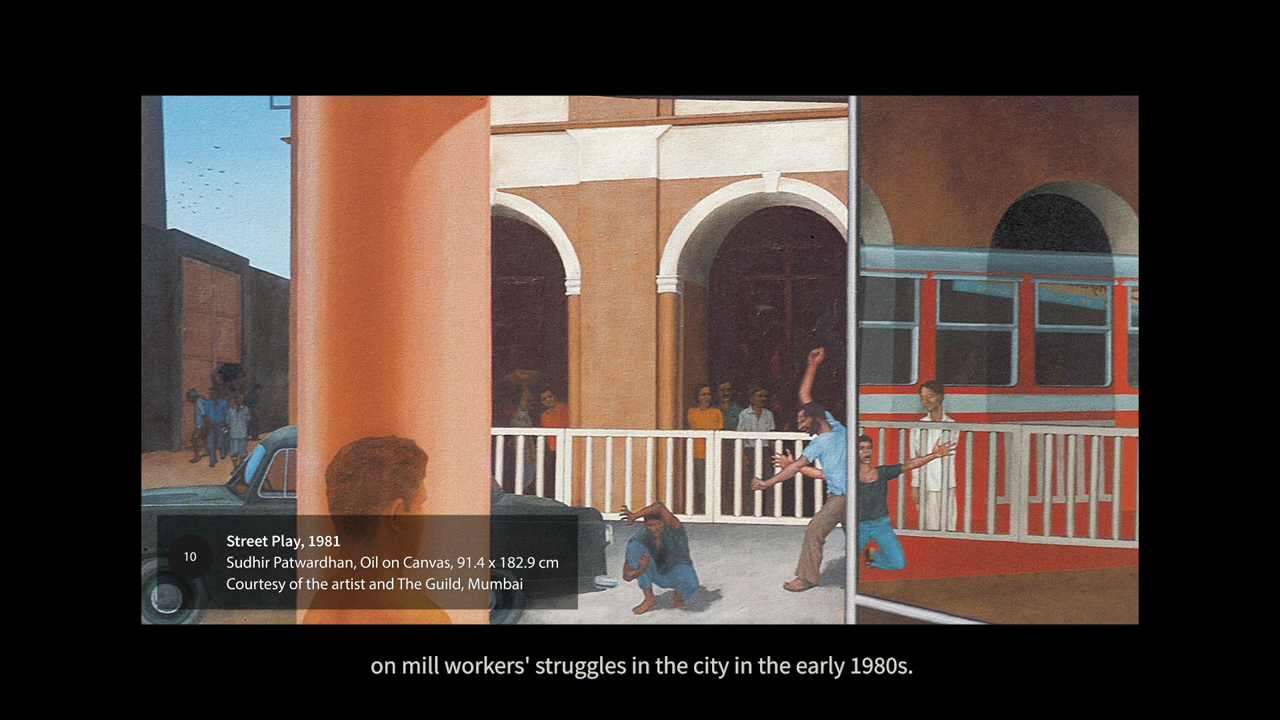 10
Street Play, 1981
Sudhir Patwardhan, Oil on Canvas, 91.4 x 182.9 cm
Courtesy of the artist and The Guild, Mumbai
on mill workers' struggles in the city in the early 1980s.